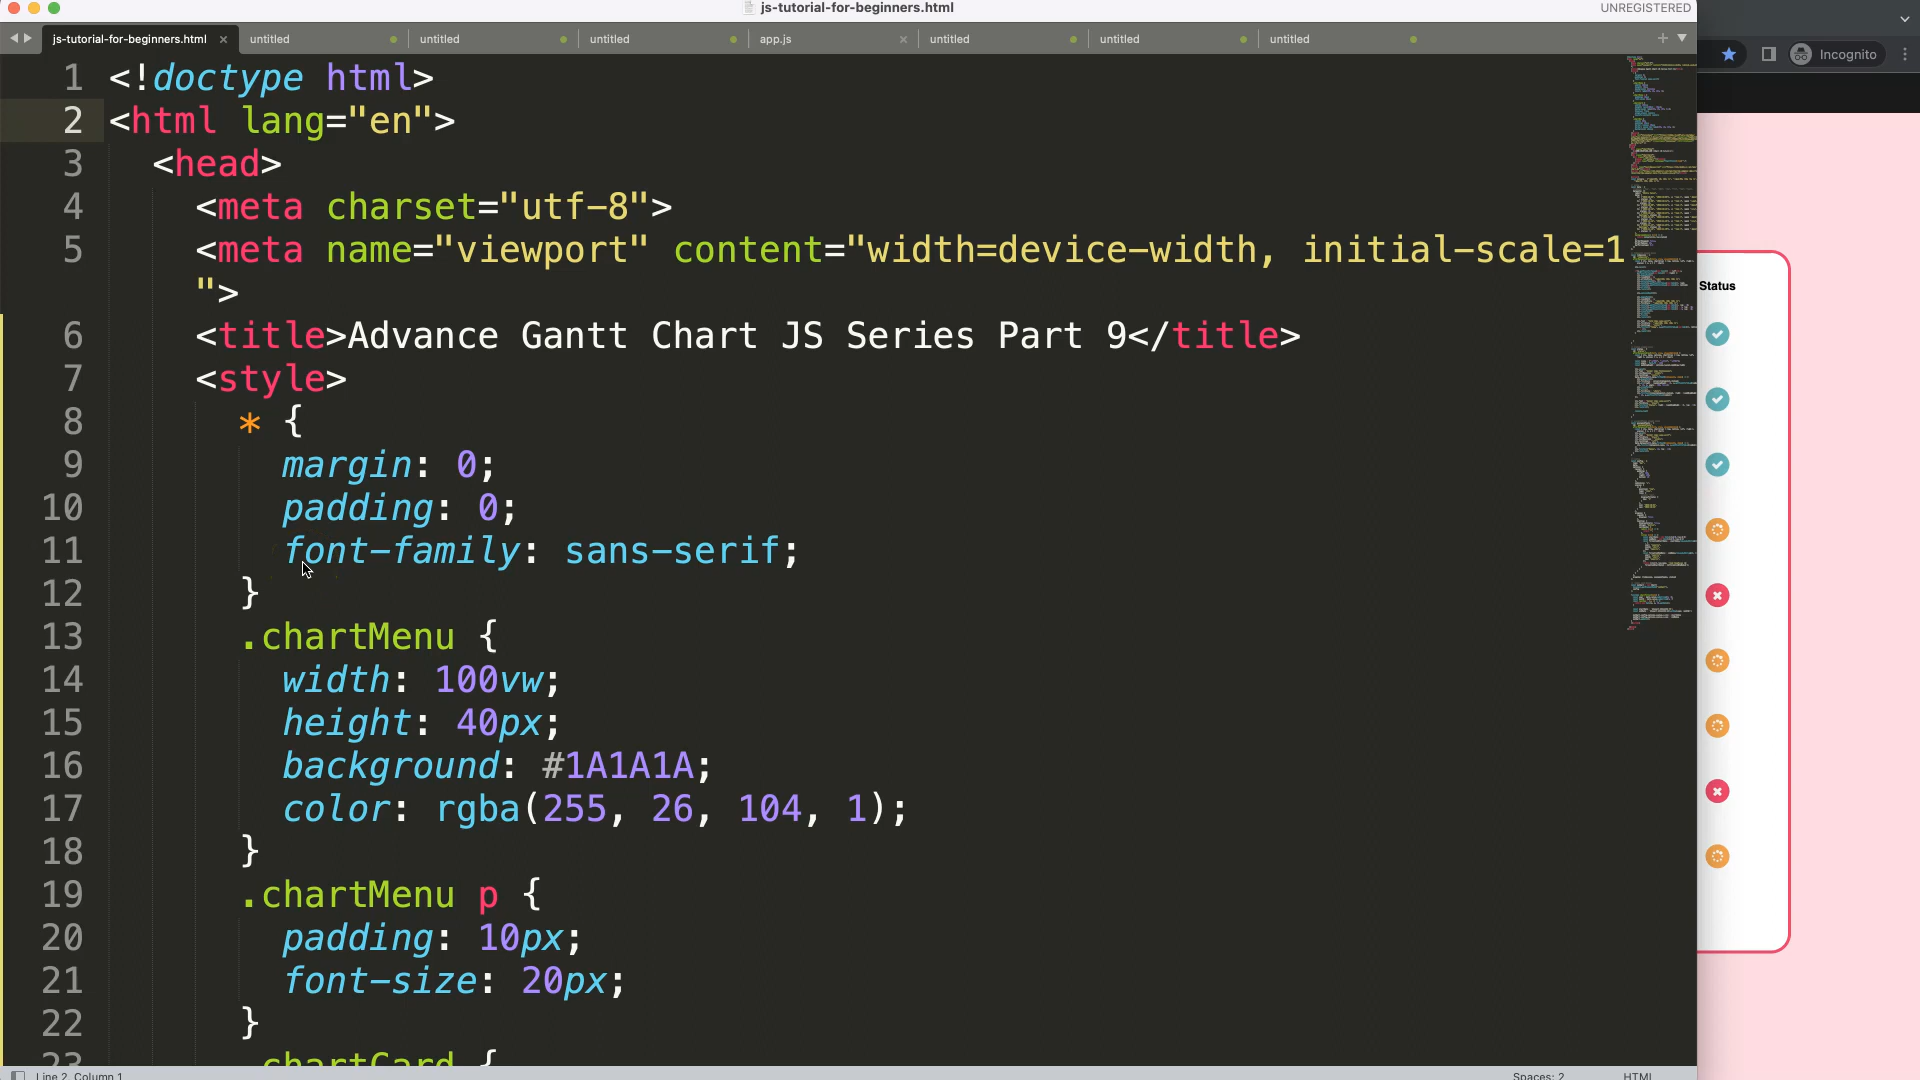 js-tutorial-for-beginners.html
UNREGISTERED
js-tutorial-for-beginners.html × untitled untitled untitled app.js × untitled untitled untitled
Incognito
1 <!doctype html>
2 <html lang="en">
3 <head>
4 <meta charset="utf-8">
5 <meta name="viewport" content="width=device-width, initial-scale=1
">
6 <title>Advance Gantt Chart JS Series Part 9</title>
7 <style>
8 * {
9 margin: 0;
10 padding: 0;
11 font-family: sans-serif;
12 }
13 .chartMenu {
14 width: 100vw;
15 height: 40px;
16 background: #1A1A1A;
17 color: rgba(255, 26, 104, 1);
18 }
19 .chartMenu p {
20 padding: 10px;
21 font-size: 20px;
22 }
23 .chartCard {
Status
Line 2, Column 1
Spaces: 2
HTML